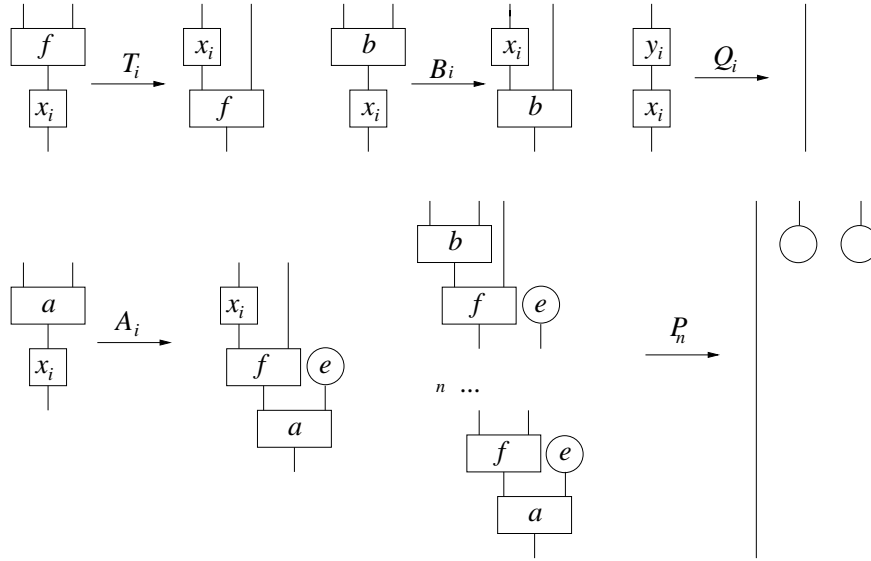 f T_i x_i b B_i x_i y_i Q_i
x_i f x_i b x_i
b
a A_i x_i f e P_n
x_i f e n ...
a f e
a